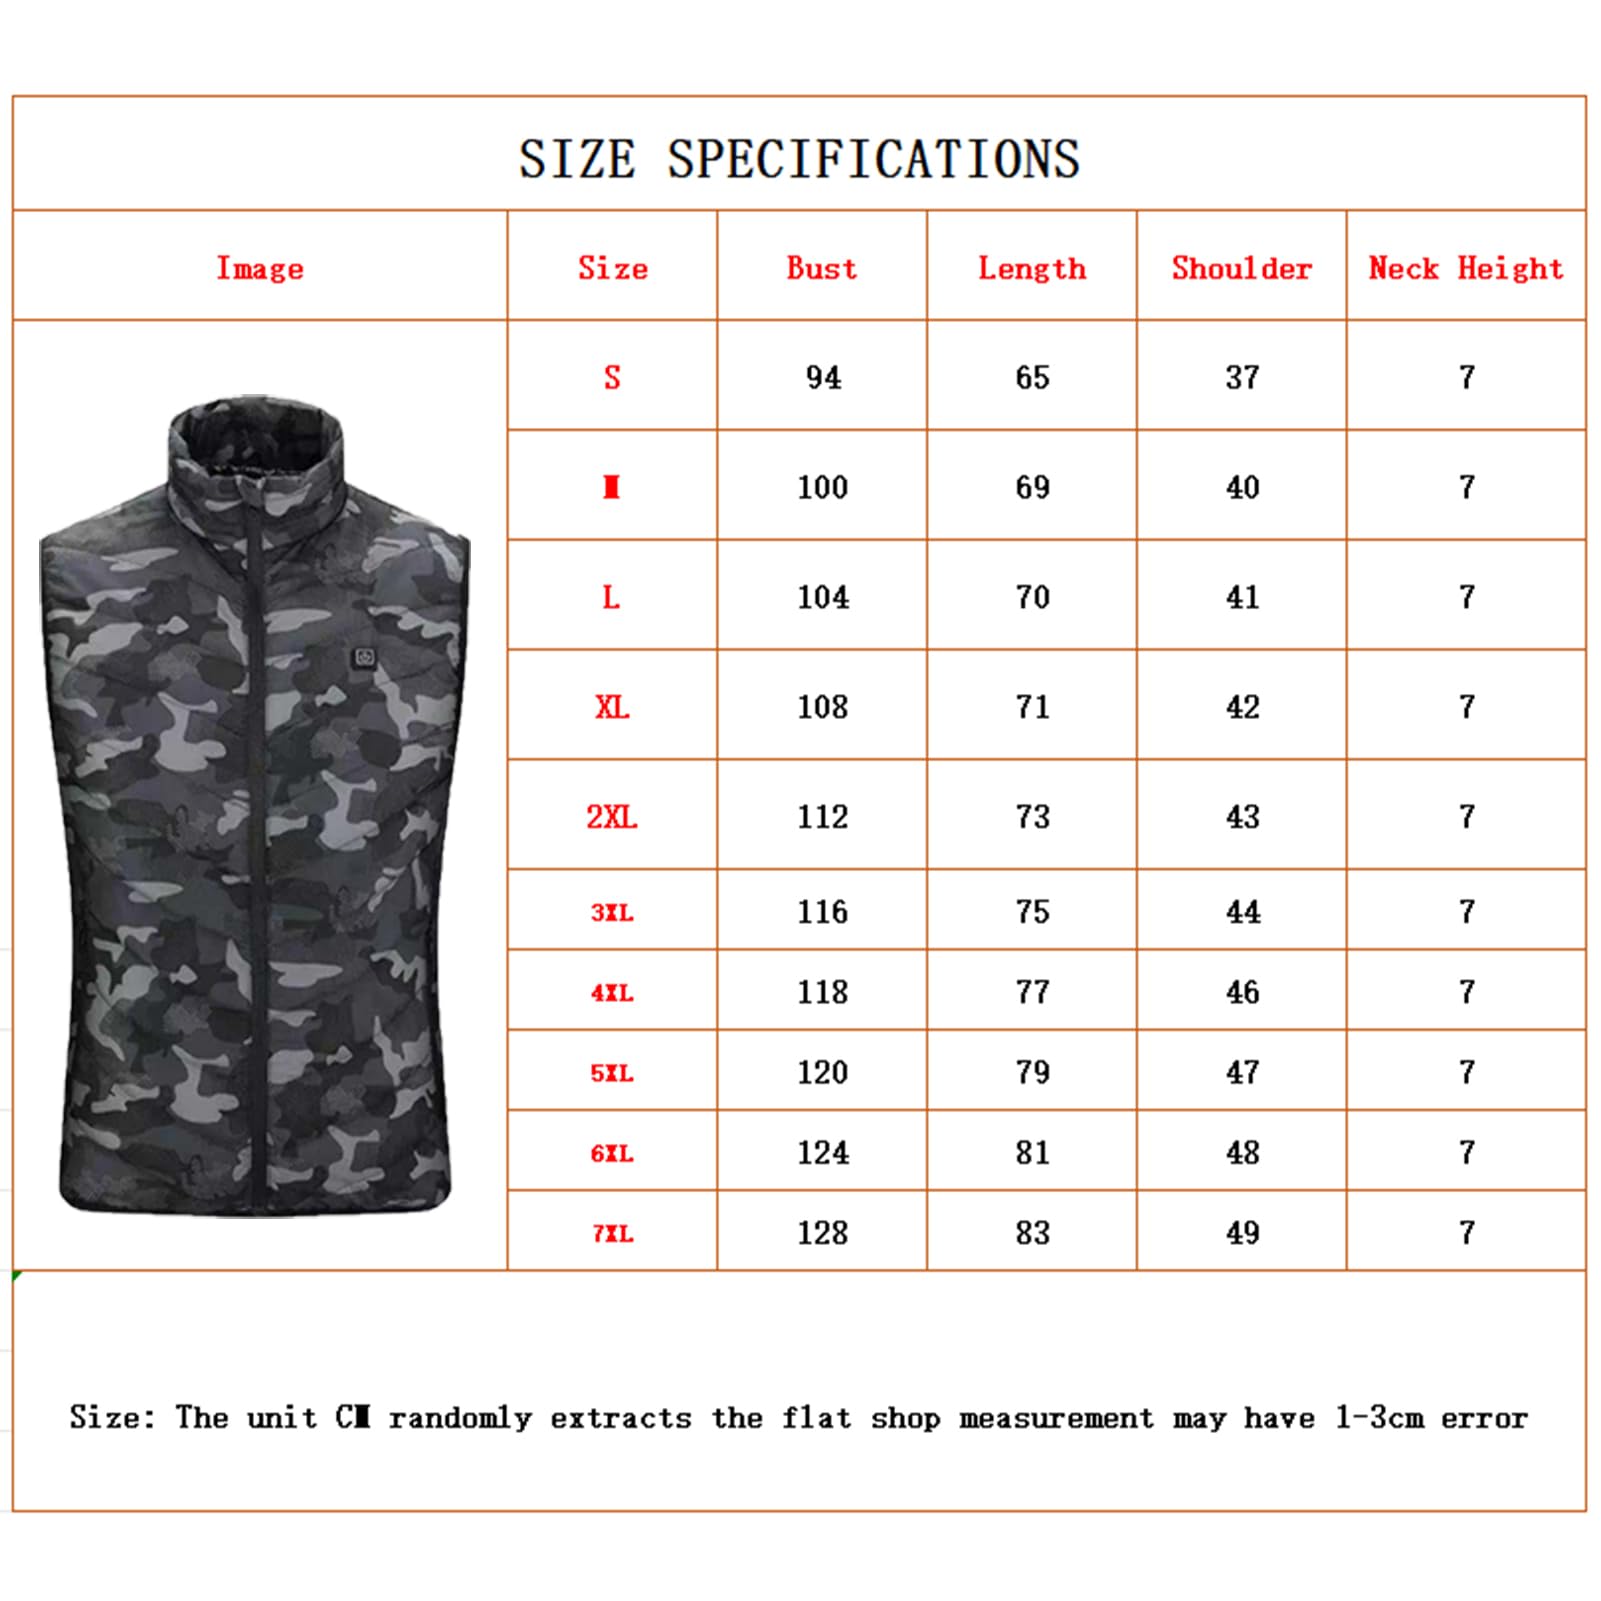 SIZE SPECIFICATIONS
Image Size Bust Length Shoulder Neck Height
S 94 65 37 7
M 100 69 40 7
L 104 70 41 7
XL 108 71 42 7
2XL 112 73 43 7
3XL 116 75 44 7
4XL 118 77 46 7
5XL 120 79 47 7
6XL 124 81 48 7
7XL 128 83 49 7
Size: The unit CM randomly extracts the flat shop measurement may have 1-3cm error